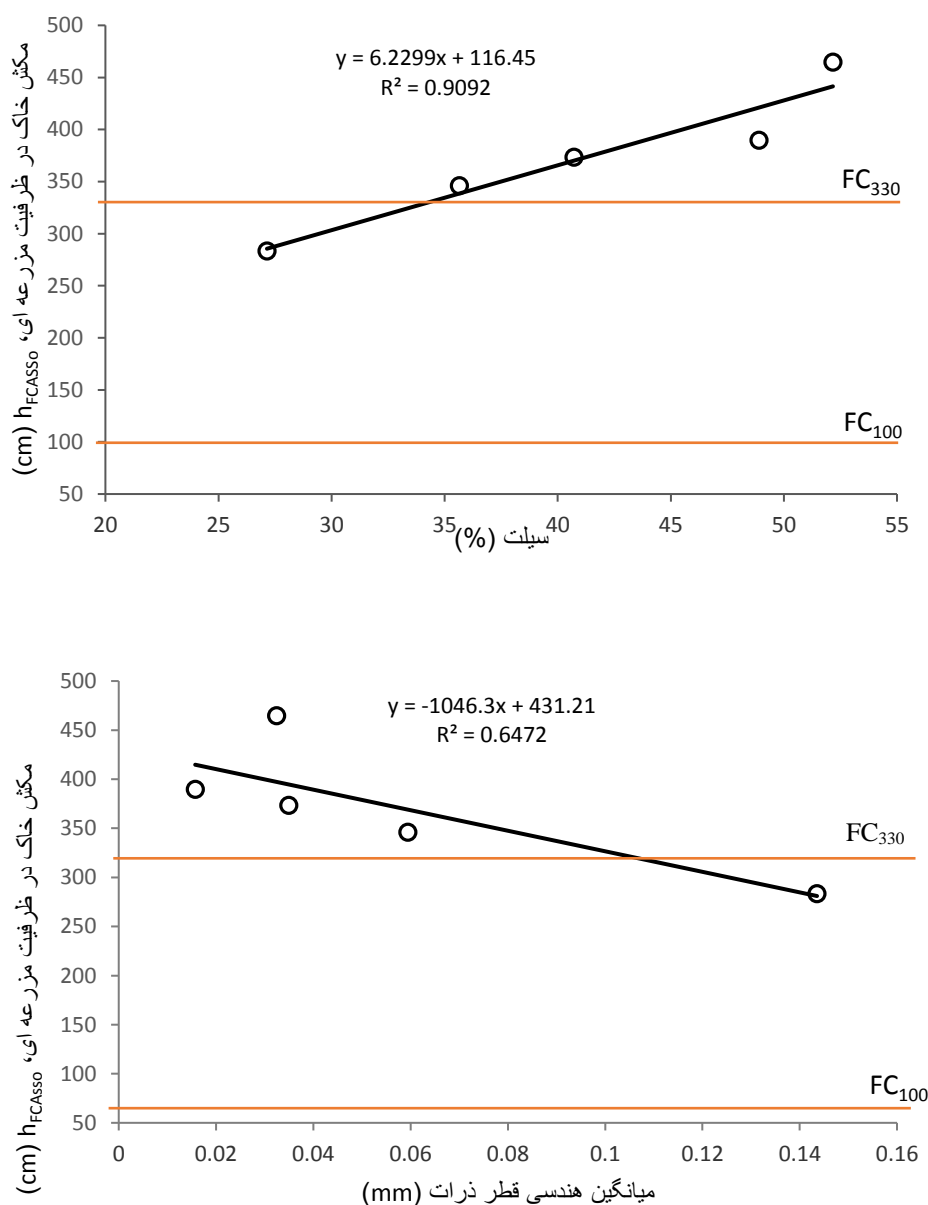 500
450
400
350
300
250
200
150
100
50
y = 6.2299x + 116.45
R² = 0.9092
FC330
FC100
20 25 30 35 40 45 50 55
سیلت (%)
مکش خاک در ظرفیت مزرعه ای، hFCASSo (cm)
500
450
400
350
300
250
200
150
100
50
y = -1046.3x + 431.21
R² = 0.6472
FC330
FC100
0 0.02 0.04 0.06 0.08 0.1 0.12 0.14 0.16
میانگین هندسی قطر ذرات (mm)
مکش خاک در ظرفیت مزرعه ای، hFCAsso (cm)